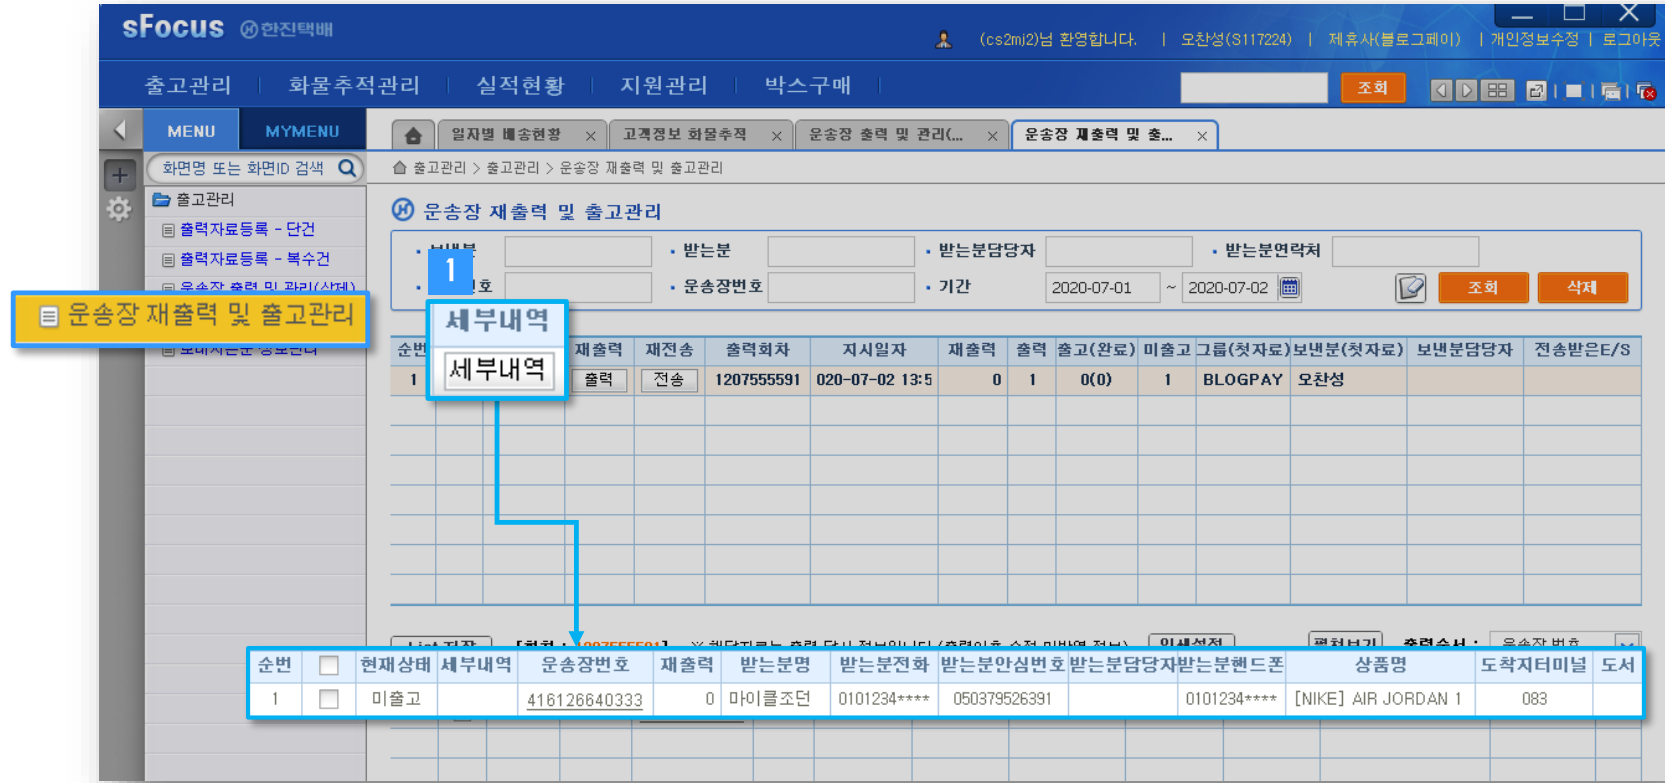 sFocus 한진택배
(cs2mj2)님 환영합니다. | 오찬성(S117224) | 제휴사(블로그페이) | 개인정보수정 | 로그아웃
출고관리 | 화물추적관리 | 실적현황 | 지원관리 | 박스구매 |
조회
MENU MYMENU
일자별 배송현황 × 고객정보 화물추적 × 운송장 출력 및 관리(... × 운송장 재출력 및 출... ×
화면명 또는 화면ID 검색
출고관리 > 출고관리 > 운송장 재출력 및 출고관리
출고관리
출력자료등록 - 단건
출력자료등록 - 복수건
운송장 출력 및 관리(삭제)
운송장 재출력 및 출고관리
운송장 재출력 및 출고관리
보내분 · 받는분 · 받는분담당자 · 받는분연락처
1
호 · 운송장번호 · 기간 2020-07-01 ~ 2020-07-02 조회 삭제
세부내역
세부내역
순번 재출력 재전송 출력회차 지시일자 재출력 출력 출고(완료) 미출고 그룹(첫자료) 보낸분(첫자료) 보낸분담당자 전송받은E/S
1 출력 전송 1207555591 020-07-02 13:5 0 1 0(0) 1 BLOGPAY 오찬성
순번 현재상태 세부내역 운송장번호 재출력 받는분명 받는분전화 받는분안심번호 받는분담당자 받는분핸드폰 상품명 도착지터미널 도서
1 미출고 416126640333 0 마이클조던 0101234**** 050379526391 0101234**** [NIKE] AIR JORDAN 1 083